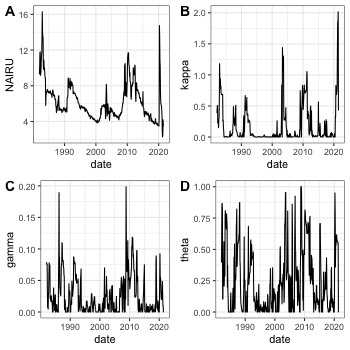 A
NAIRU
16
12
8
4
1990
2000
2010
2020
date
B
kappa
2.0
1.5
1.0
0.5
0.0
1990
2000
2010
2020
date
C
gamma
0.20
0.15
0.10
0.05
0.00
1990
2000
2010
2020
date
D
theta
1.00
0.75
0.50
0.25
0.00
1990
2000
2010
2020
date